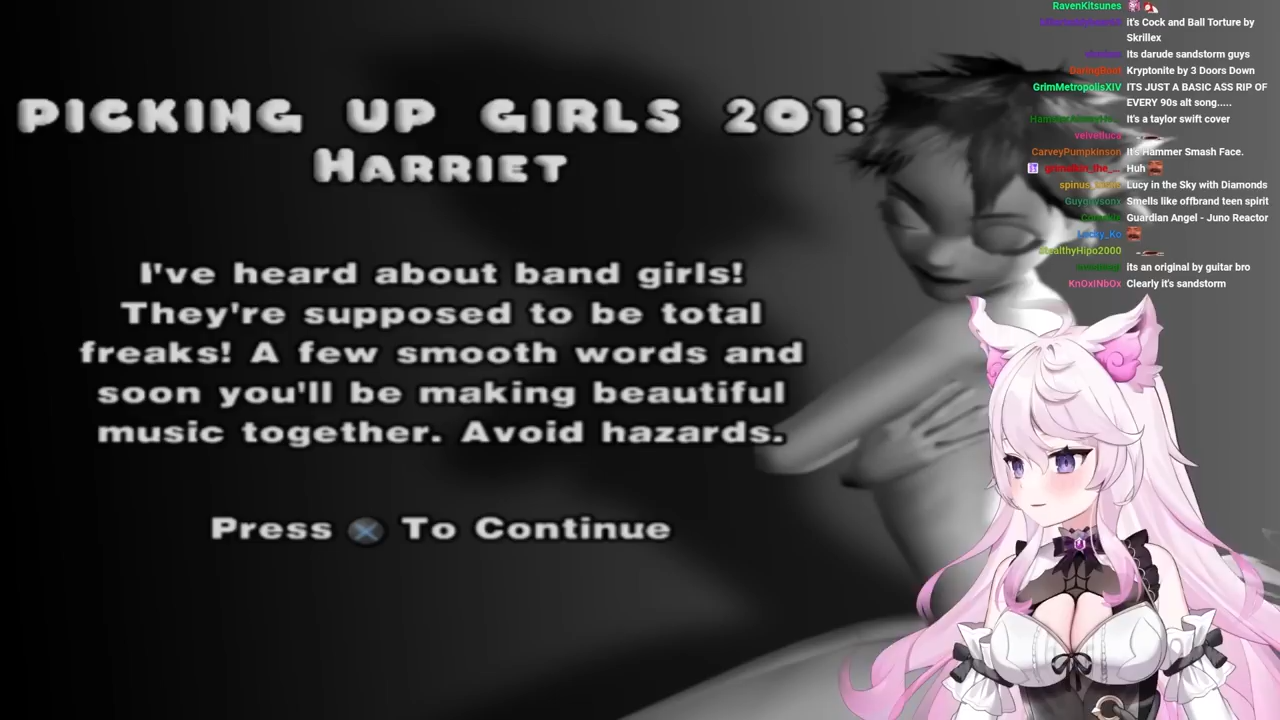 PICKING UP GIRLS 201:
HARRIET
I've heard about band girls!
They're supposed to be total
freaks! A few smooth words and
soon you'll be making beautiful
music together. Avoid hazards.
Press To Continue
RavenKitsunes
it's Cock and Ball Torture by
Skrillex
Its darude sandstorm guys
DaringBout Kryptonite by 3 Doors Down
GrimMetropolisXIV ITS JUST A BASIC ASS RIP OF
EVERY 90s alt song.....
It's a taylor swift cover
velvetluca
CarveyPumpkinson It's Hammer Smash Face.
Huh
Lucy in the Sky with Diamonds
Smells like offbrand teen spirit
Guardian Angel - Juno Reactor
StealthyHipo2000
its an original by guitar bro
KnOxINbOx Clearly it's sandstorm